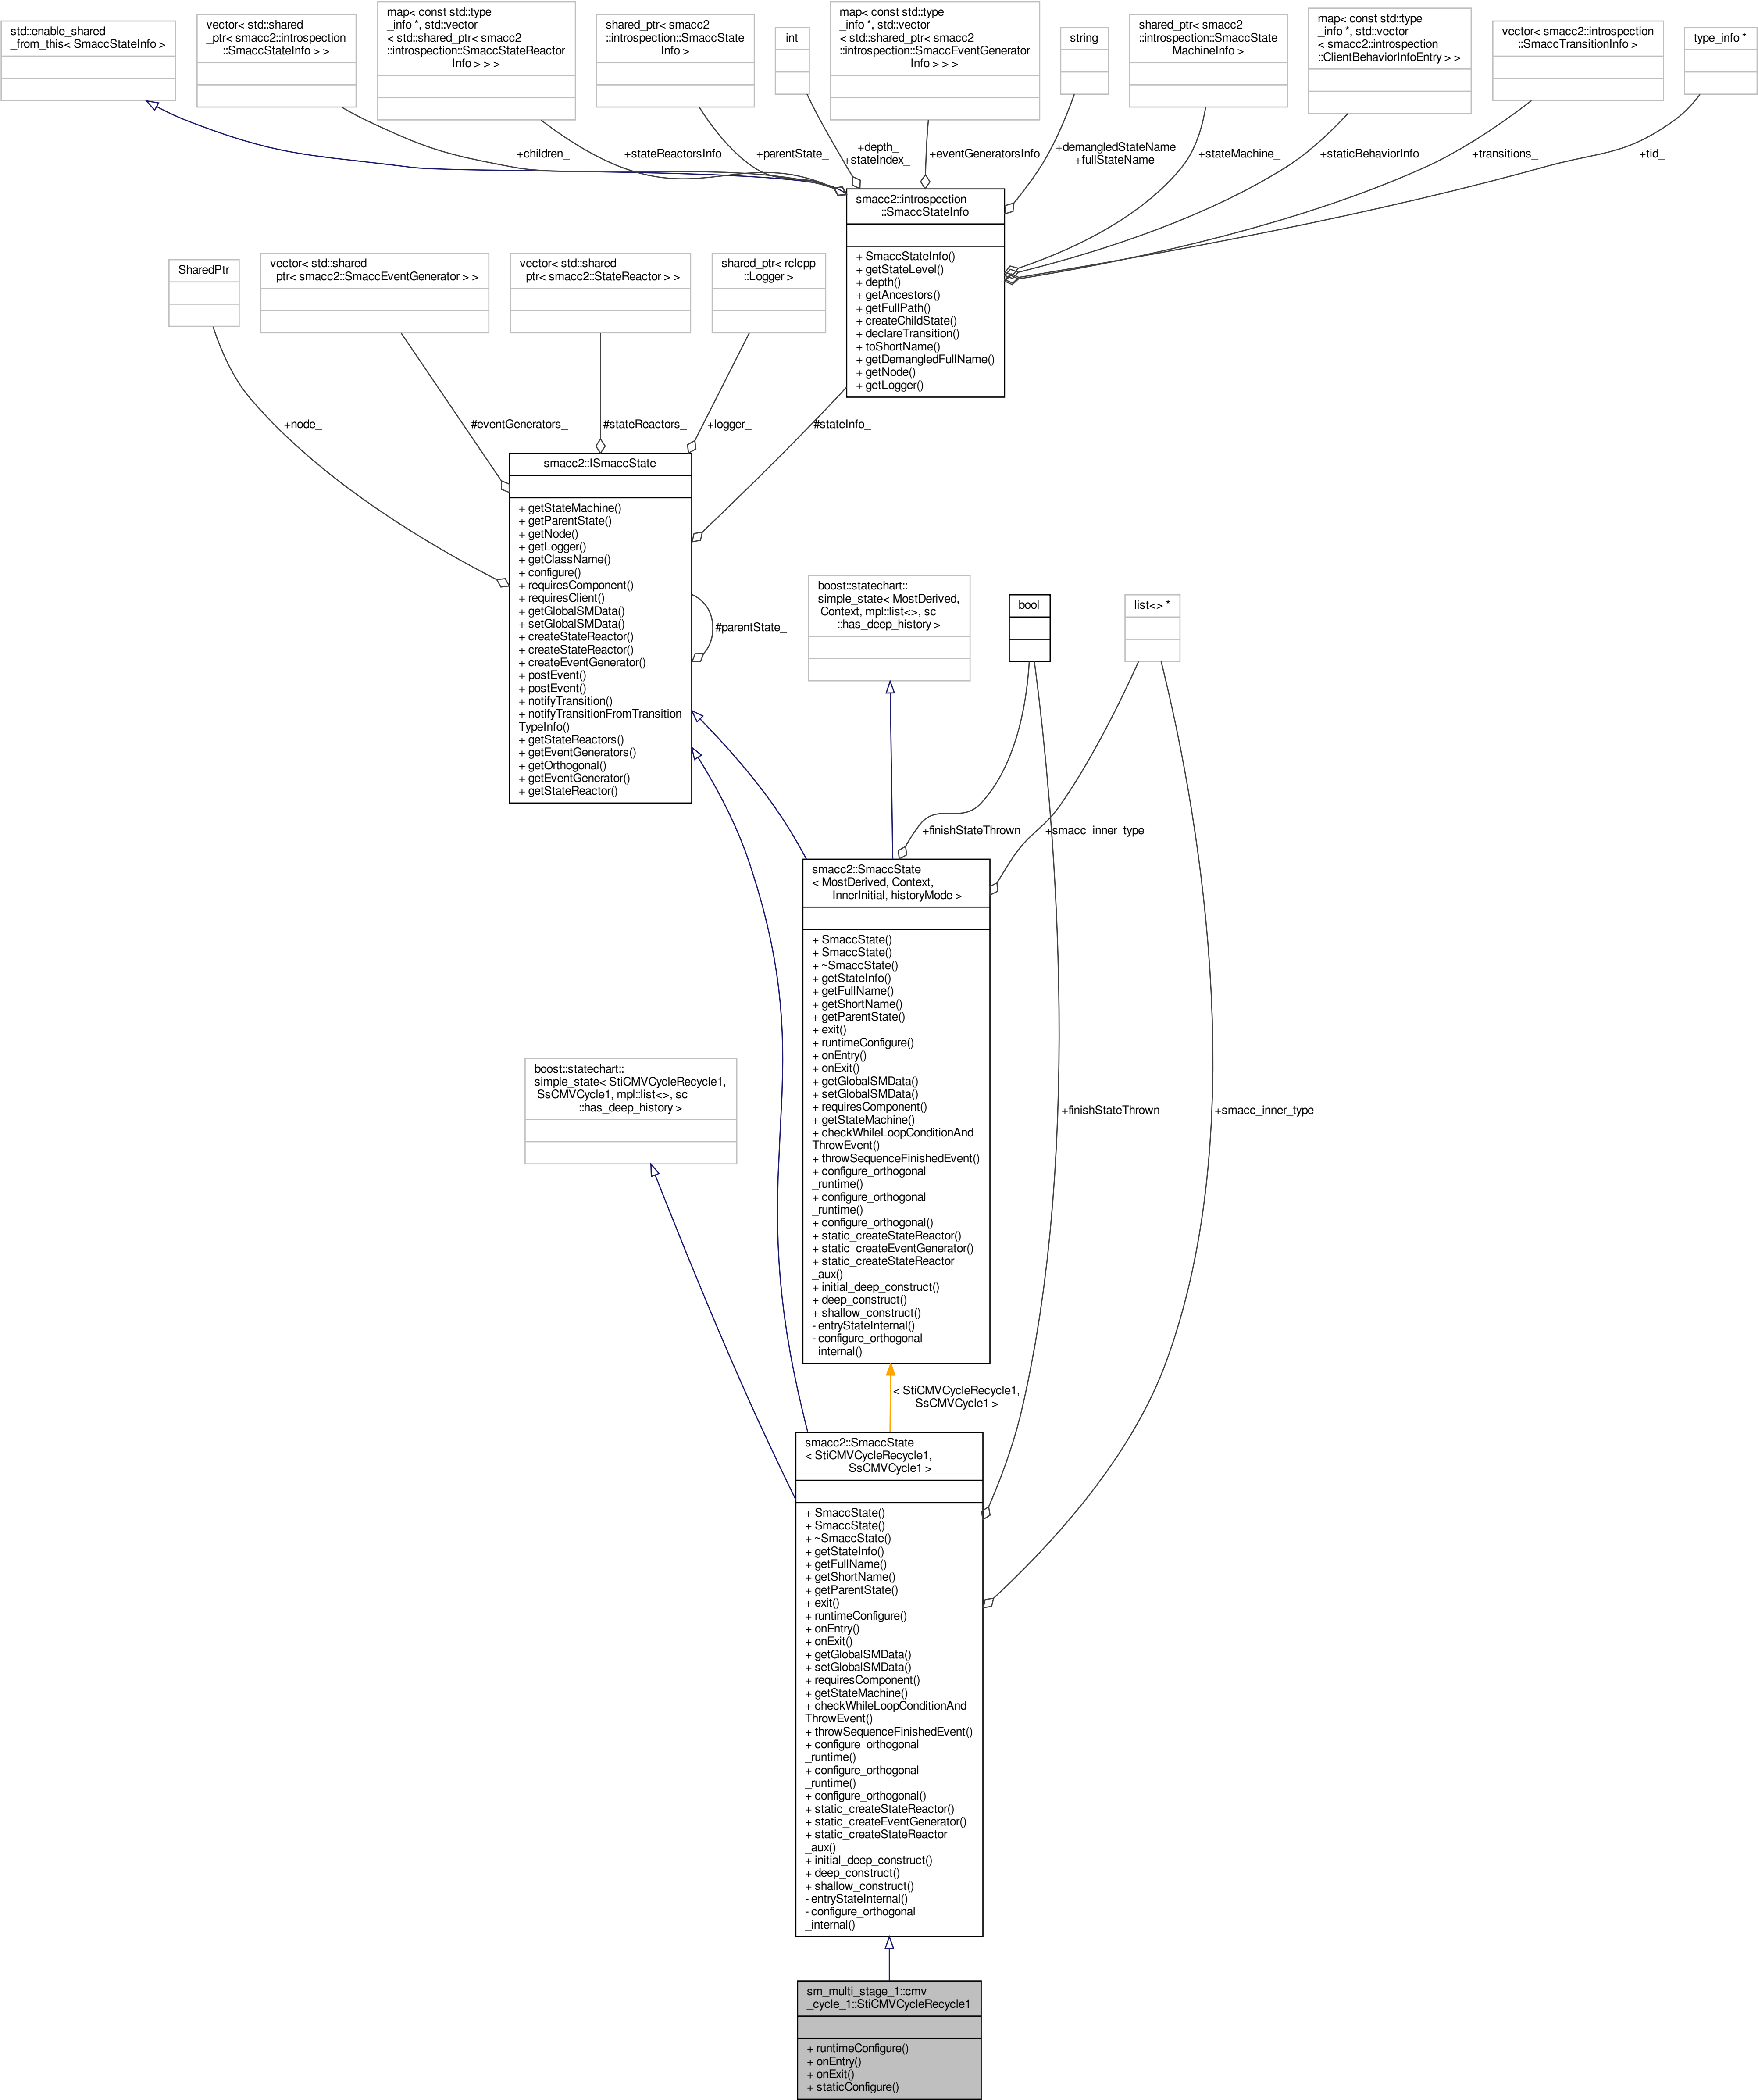 std::enable_shared
_from_this< SmaccStateInfo >
vector< std::shared
_ptr< smacc2::introspection
::SmaccStateInfo > >
map< const std::type
_info *, std::vector
< std::shared_ptr< smacc2
::introspection::SmaccStateReactor
Info > > >
shared_ptr< smacc2
::introspection::SmaccState
Info >
int
map< const std::type
_info *, std::vector
< std::shared_ptr< smacc2
::introspection::SmaccEventGenerator
Info > > >
string
shared_ptr< smacc2
::introspection::SmaccState
MachineInfo >
map< const std::type
_info *, std::vector
< smacc2::introspection
::ClientBehaviorInfoEntry > >
vector< smacc2::introspection
::SmaccTransitionInfo >
type_info *
+children_
+stateReactorsInfo
+parentState_
+depth_
+stateIndex_
+eventGeneratorsInfo
+demangledStateName
+fullStateName
+stateMachine_
+staticBehaviorInfo
+transitions_
+tid_
smacc2::introspection
::SmaccStateInfo
+ SmaccStateInfo()
+ getStateLevel()
+ depth()
+ getAncestors()
+ getFullPath()
+ createChildState()
+ declareTransition()
+ toShortName()
+ getDemangledFullName()
+ getNode()
+ getLogger()
SharedPtr
vector< std::shared
_ptr< smacc2::SmaccEventGenerator > >
vector< std::shared
_ptr< smacc2::StateReactor > >
shared_ptr< rclcpp
::Logger >
+node_
#eventGenerators_
#stateReactors_
+logger_
#stateInfo_
smacc2::ISmaccState
+ getStateMachine()
+ getParentState()
+ getNode()
+ getLogger()
+ getClassName()
+ configure()
+ requiresComponent()
+ requiresClient()
+ getGlobalSMData()
+ setGlobalSMData()
+ createStateReactor()
+ createStateReactor()
+ createEventGenerator()
+ postEvent()
+ postEvent()
+ notifyTransition()
+ notifyTransitionFromTransition
TypeInfo()
+ getStateReactors()
+ getEventGenerators()
+ getOrthogonal()
+ getEventGenerator()
+ getStateReactor()
#parentState_
boost::statechart::
simple_state< MostDerived,
Context, mpl::list<>, sc
::has_deep_history >
bool
list<> *
+finishStateThrown
+smacc_inner_type
smacc2::SmaccState
< MostDerived, Context,
InnerInitial, historyMode >
+ SmaccState()
+ SmaccState()
+ ~SmaccState()
+ getStateInfo()
+ getFullName()
+ getShortName()
+ getParentState()
+ exit()
+ runtimeConfigure()
+ onEntry()
+ onExit()
+ getGlobalSMData()
+ setGlobalSMData()
+ requiresComponent()
+ getStateMachine()
+ checkWhileLoopConditionAnd
ThrowEvent()
+ throwSequenceFinishedEvent()
+ configure_orthogonal
_runtime()
+ configure_orthogonal
_runtime()
+ configure_orthogonal()
+ static_createStateReactor()
+ static_createEventGenerator()
+ static_createStateReactor
_aux()
+ initial_deep_construct()
+ deep_construct()
+ shallow_construct()
- entryStateInternal()
- configure_orthogonal
_internal()
boost::statechart::
simple_state< StiCMVCycleRecycle1,
SsCMVCycle1, mpl::list<>, sc
::has_deep_history >
+finishStateThrown
+smacc_inner_type
< StiCMVCycleRecycle1,
SsCMVCycle1 >
smacc2::SmaccState
< StiCMVCycleRecycle1,
SsCMVCycle1 >
+ SmaccState()
+ SmaccState()
+ ~SmaccState()
+ getStateInfo()
+ getFullName()
+ getShortName()
+ getParentState()
+ exit()
+ runtimeConfigure()
+ onEntry()
+ onExit()
+ getGlobalSMData()
+ setGlobalSMData()
+ requiresComponent()
+ getStateMachine()
+ checkWhileLoopConditionAnd
ThrowEvent()
+ throwSequenceFinishedEvent()
+ configure_orthogonal
_runtime()
+ configure_orthogonal
_runtime()
+ configure_orthogonal()
+ static_createStateReactor()
+ static_createEventGenerator()
+ static_createStateReactor
_aux()
+ initial_deep_construct()
+ deep_construct()
+ shallow_construct()
- entryStateInternal()
- configure_orthogonal
_internal()
sm_multi_stage_1::cmv
_cycle_1::StiCMVCycleRecycle1
+ runtimeConfigure()
+ onEntry()
+ onExit()
+ staticConfigure()